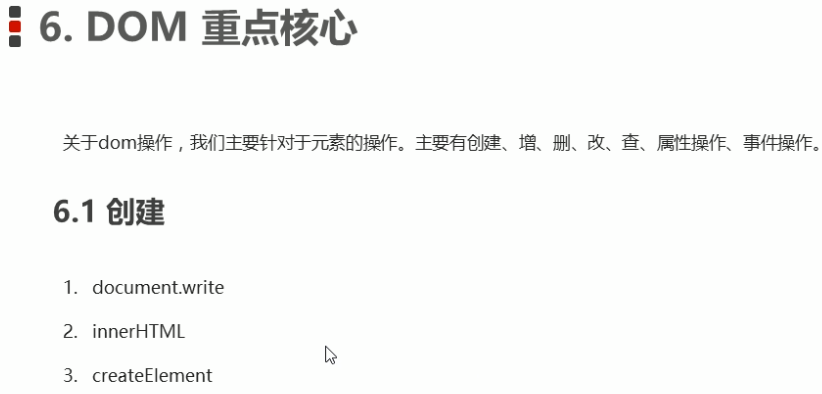 6. DOM 重点核心
关于dom操作，我们主要针对于元素的操作。主要有创建、增、删、改、查、属性操作、事件操作。
6.1 创建
1. document.write
2. innerHTML
3. createElement